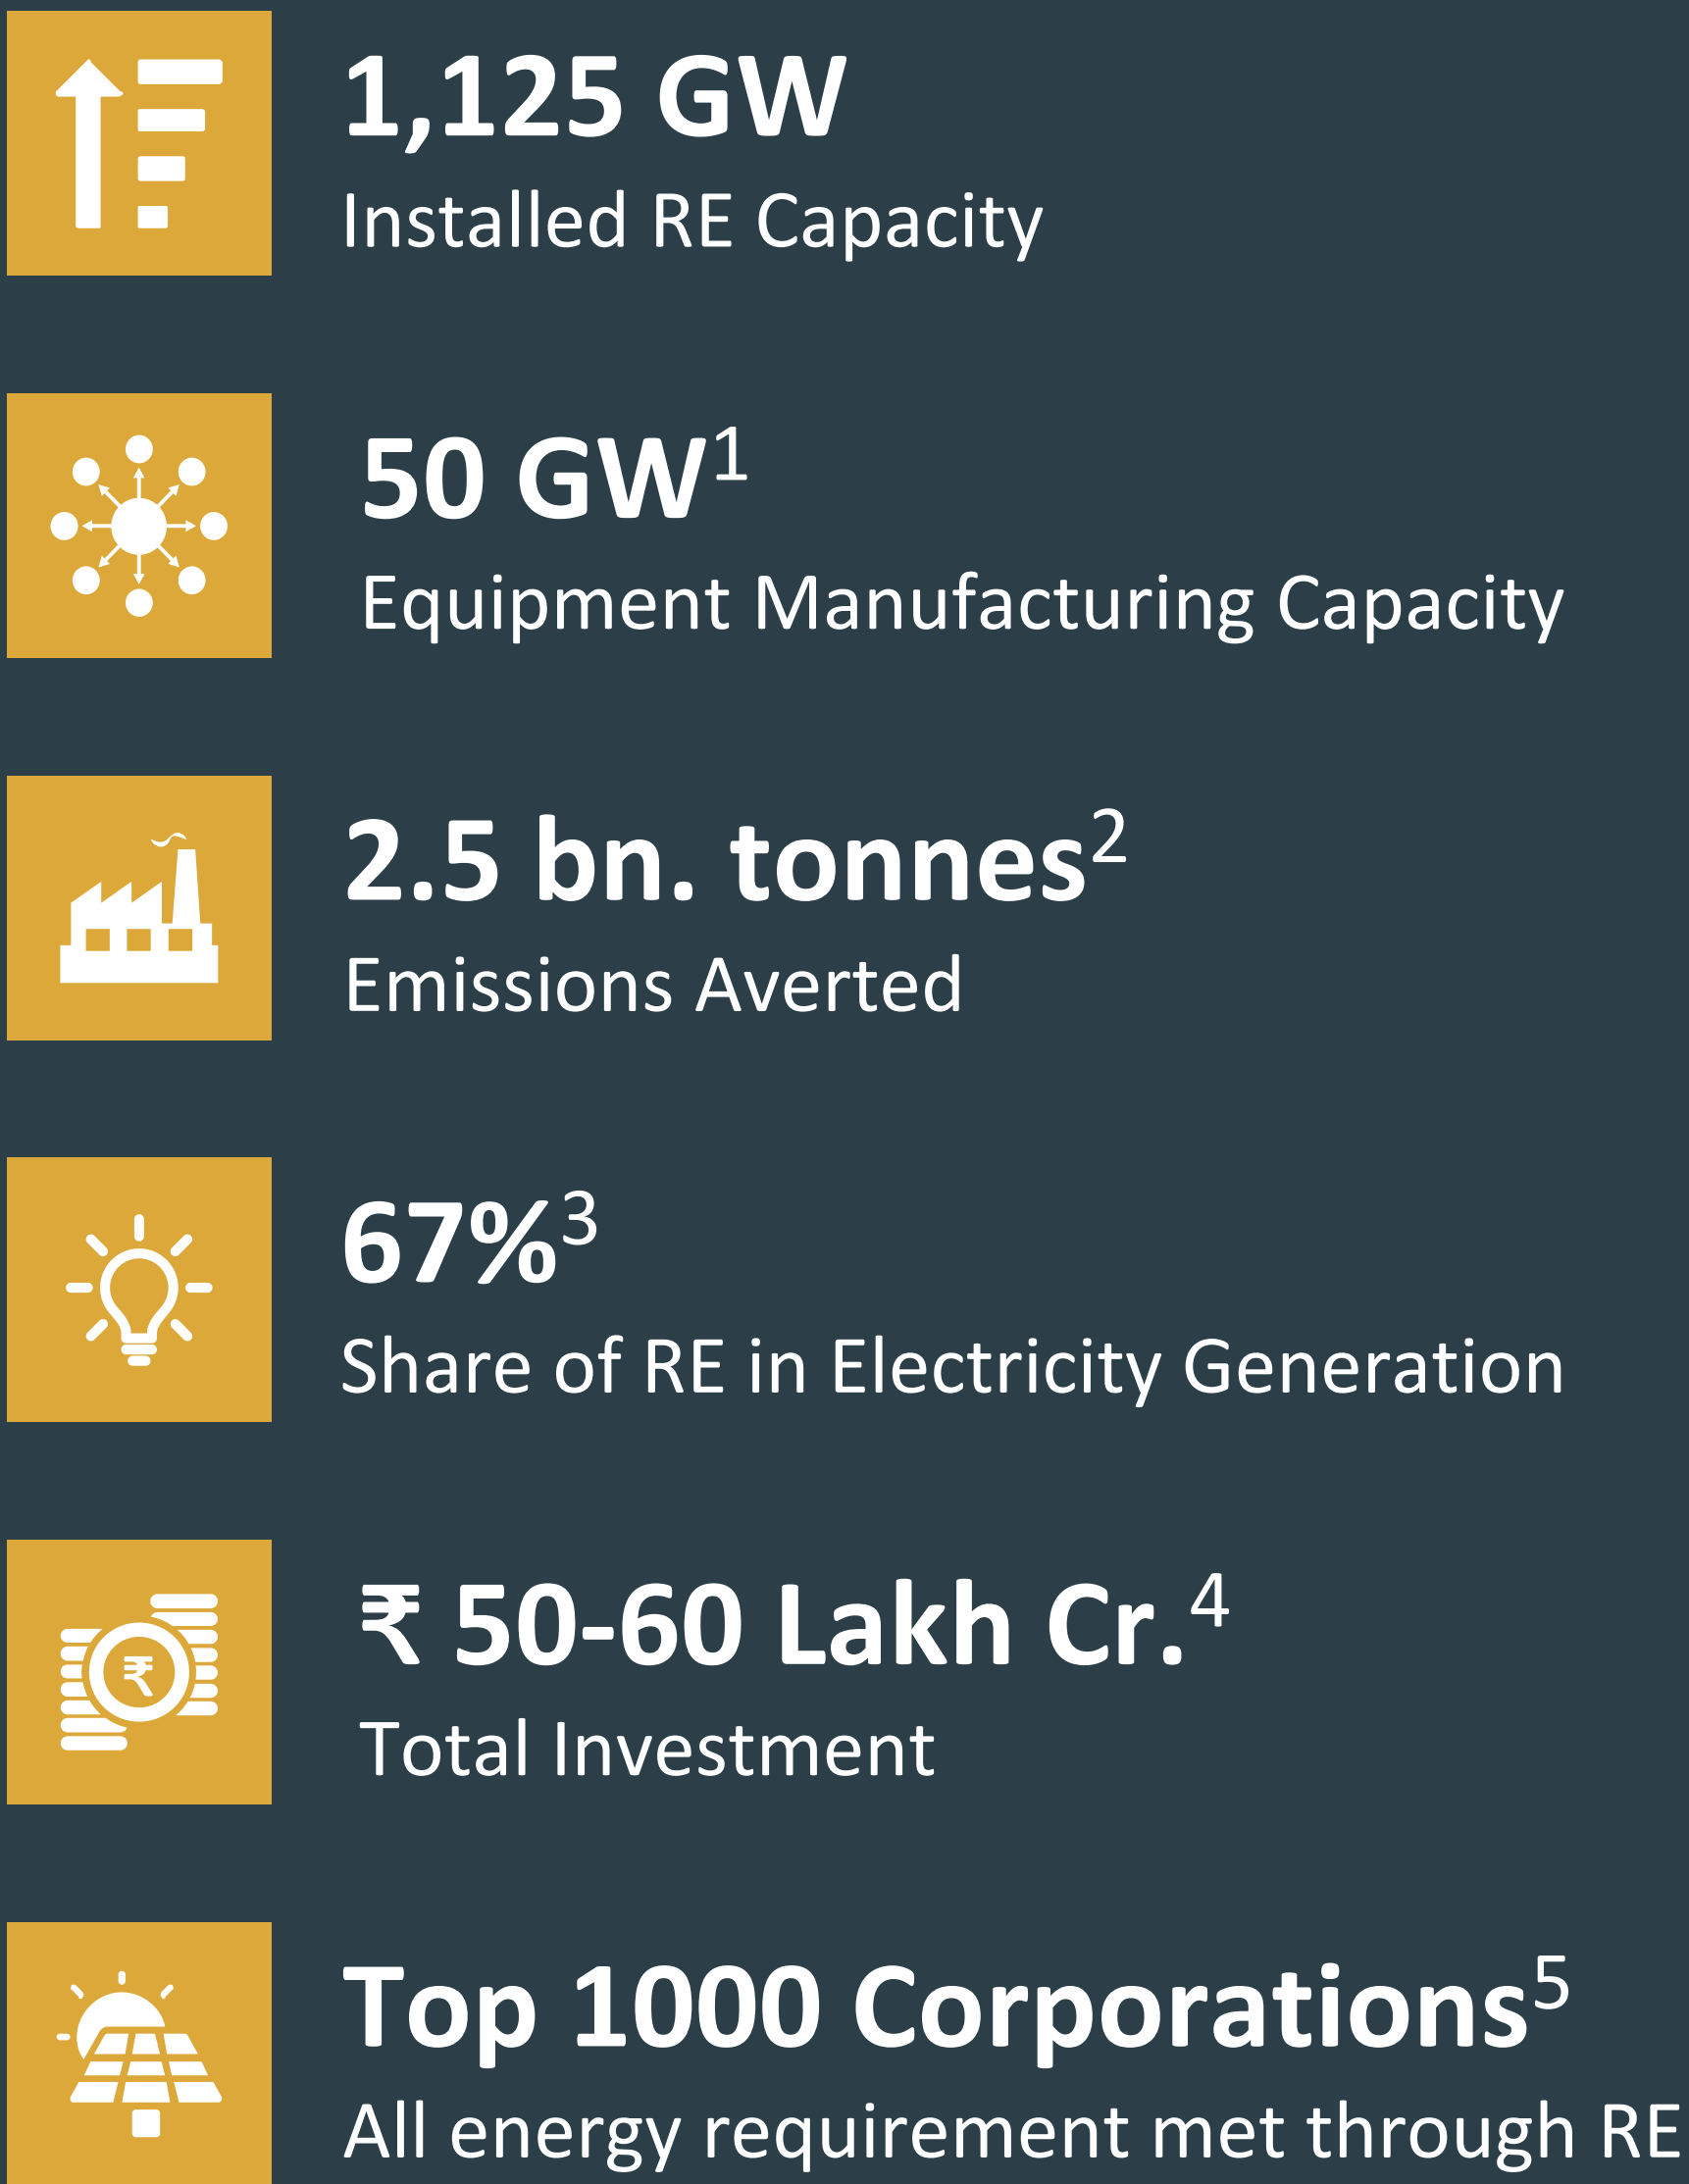 1,125 GW
Installed RE Capacity
50 GW¹
Equipment Manufacturing Capacity
2.5 bn. tonnes²
Emissions Averted
67%³
Share of RE in Electricity Generation
₹ 50-60 Lakh Cr.⁴
₹
Total Investment
Top 1000 Corporations⁵
All energy requirement met through RE